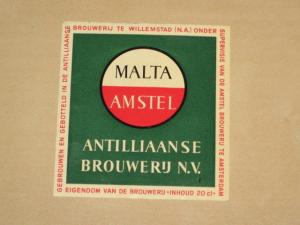 GEBROUWEN EN GEBOTTELD IN DE ANTILLIAANSE
BROUWERIJ TE WILLEMSTAD (N.A.) ONDER
SUPERVISIE VAN DE AMSTEL BROUWERIJ TE AMSTERDAM
MALTA
AMSTEL
ANTILLIAANSE
BROUWERIJ N.V.
EIGENDOM VAN DE BROUWERIJ-INHOUD 20 cl-